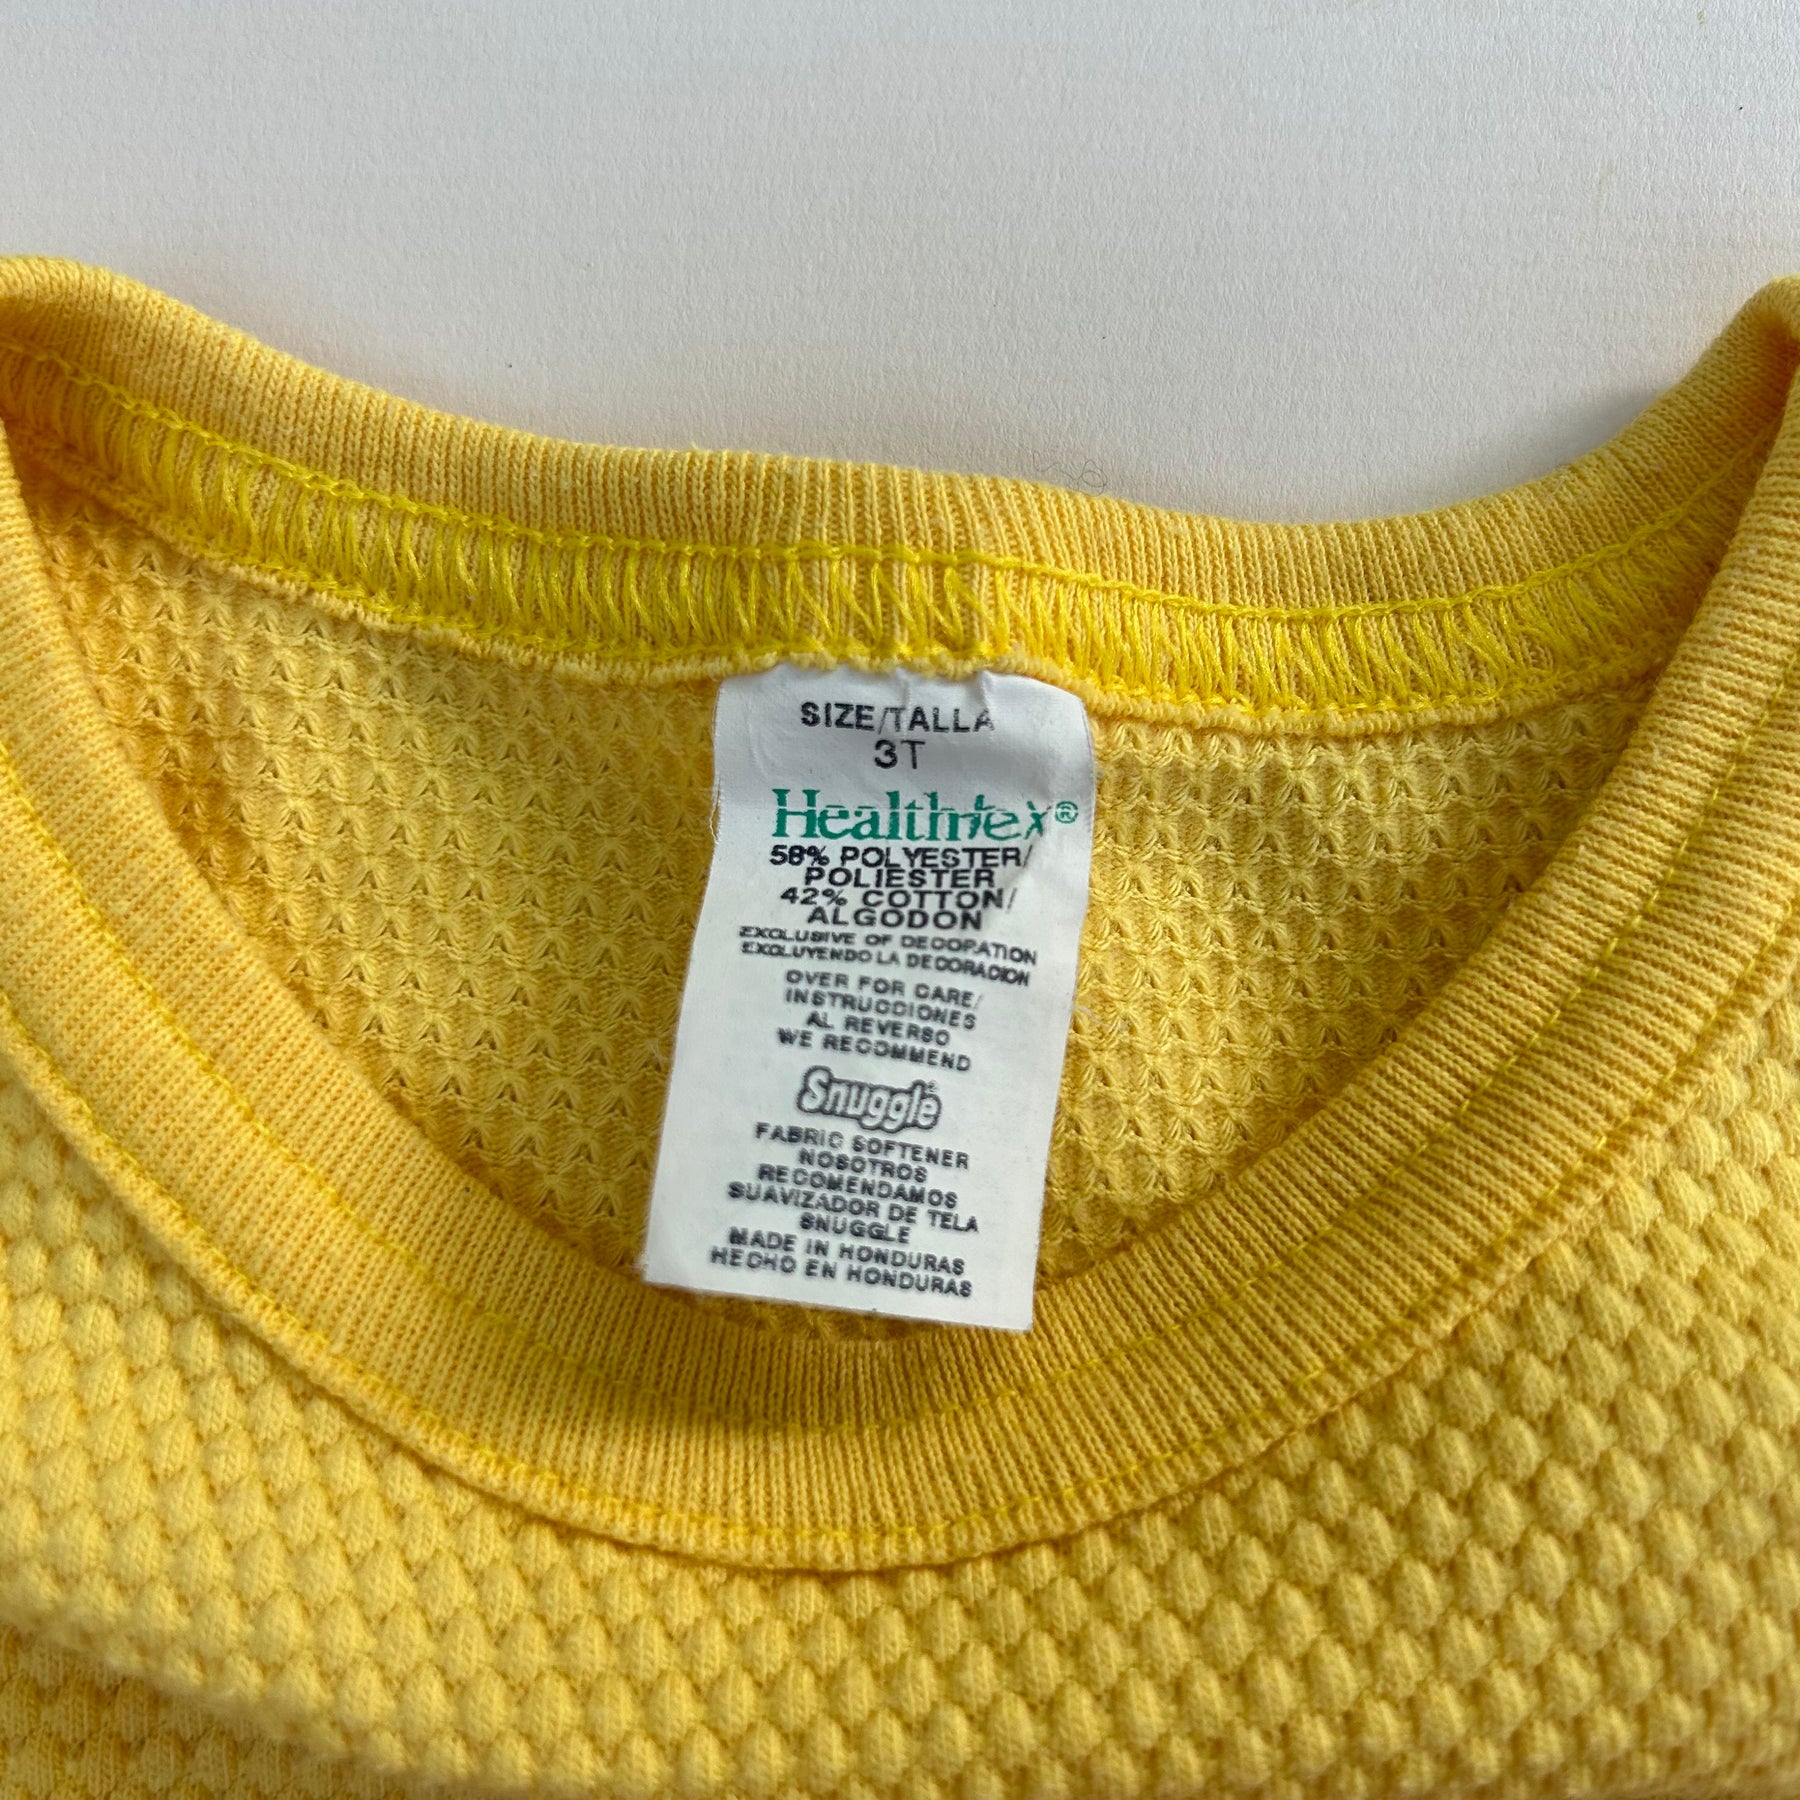 SIZE/TALLA
3T
Healthtex®
58% POLYESTER/
POLIESTER
42% COTTON/
ALGODON
EXCLUSIVE OF DECORATION
EXCLUYENDO LA DECORACION
OVER FOR CARE/
INSTRUCCIONES
AL REVERSO
WE RECOMMEND
Snuggle
FABRIC SOFTENER
NOSOTROS
RECOMENDAMOS
SUAVIZADOR DE TELA
SNUGGLE
MADE IN HONDURAS
HECHO EN HONDURAS